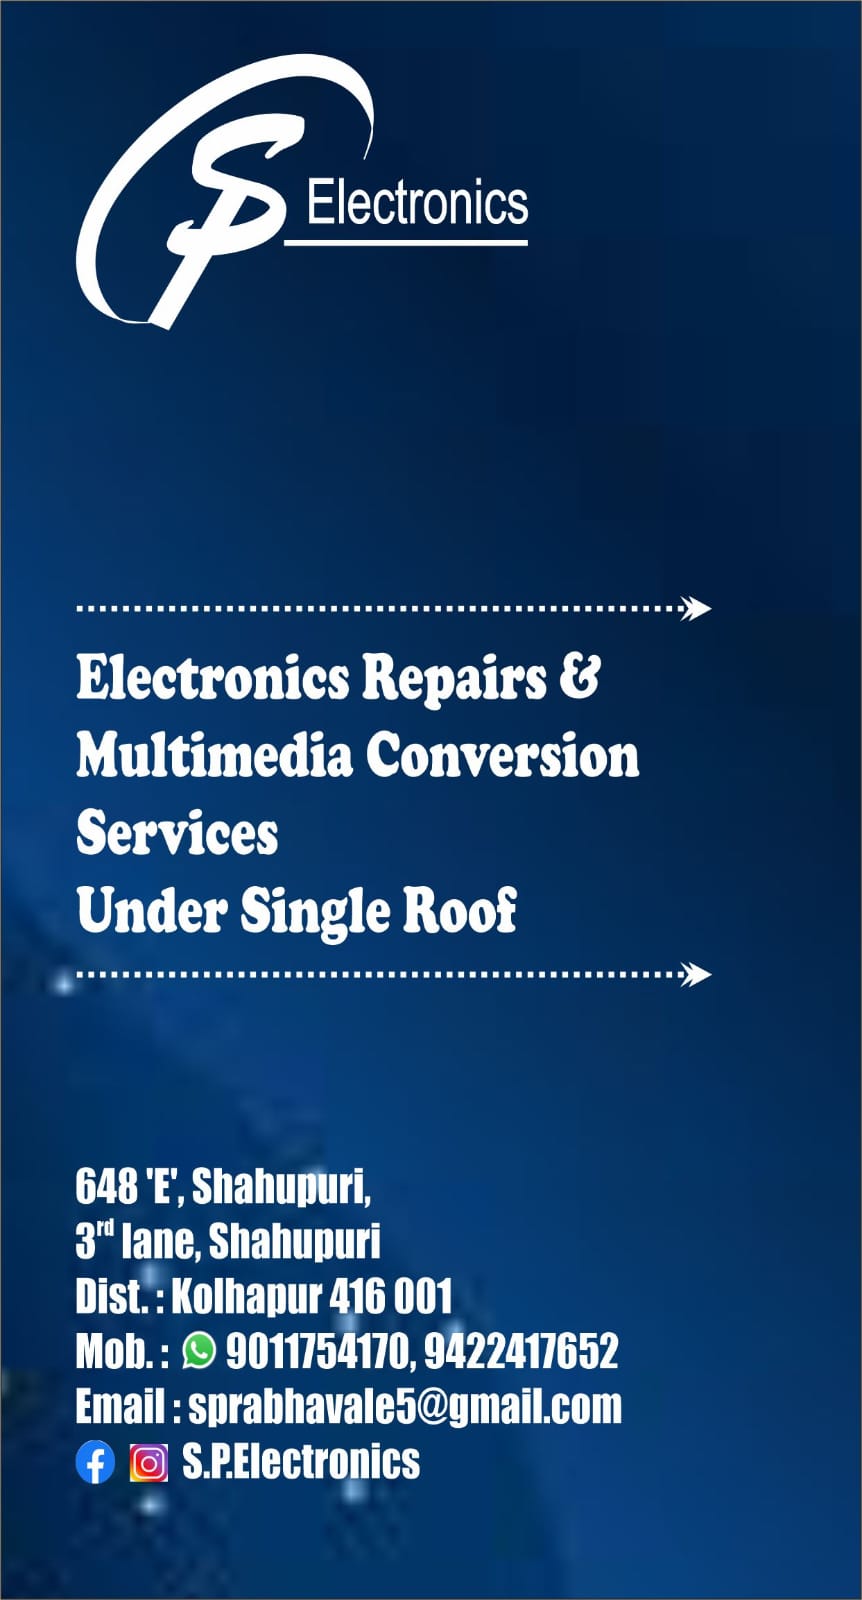 SP Electronics
Electronics Repairs &
Multimedia Conversion
Services
Under Single Roof
648 'E', Shahupuri,
3rd lane, Shahupuri
Dist. : Kolhapur 416 001
Mob. : 9011754170, 9422417652
Email : sprabhavale5@gmail.com
S.P.Electronics